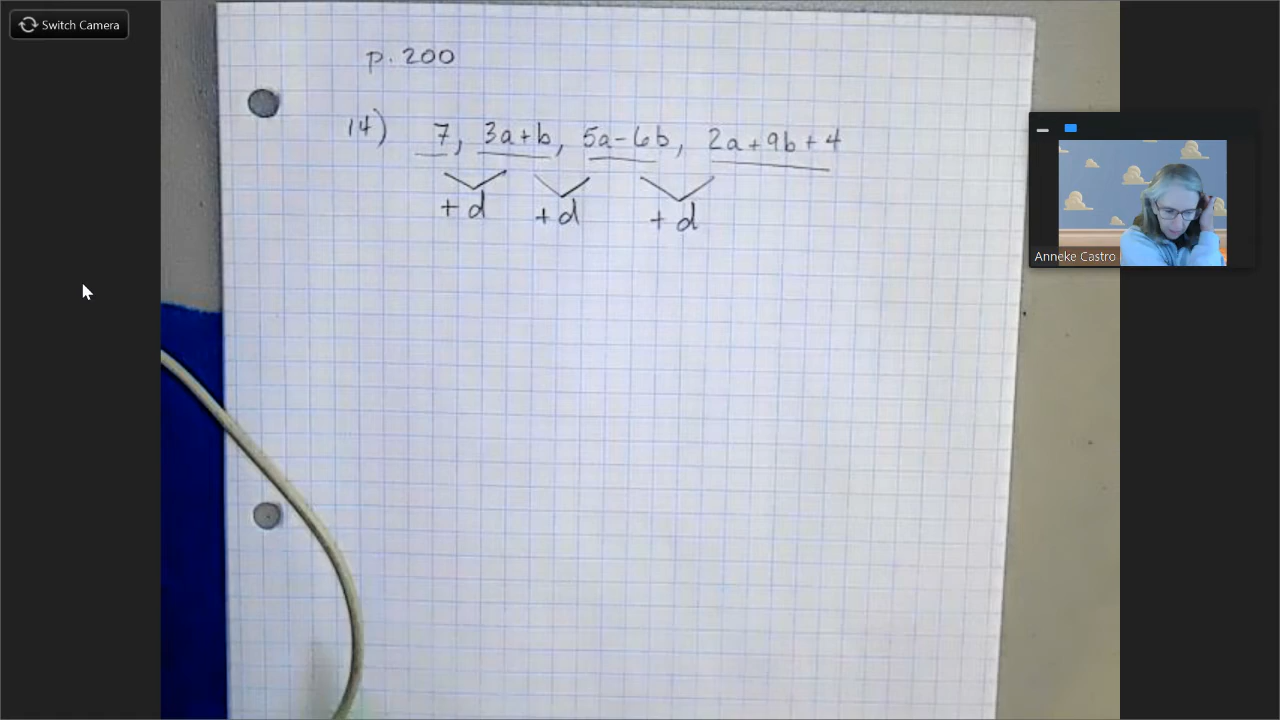 Switch Camera
p. 200
14) 7, 3a+b, 5a-6b, 2a+9b+4
+d +d +d
Anneke Castro